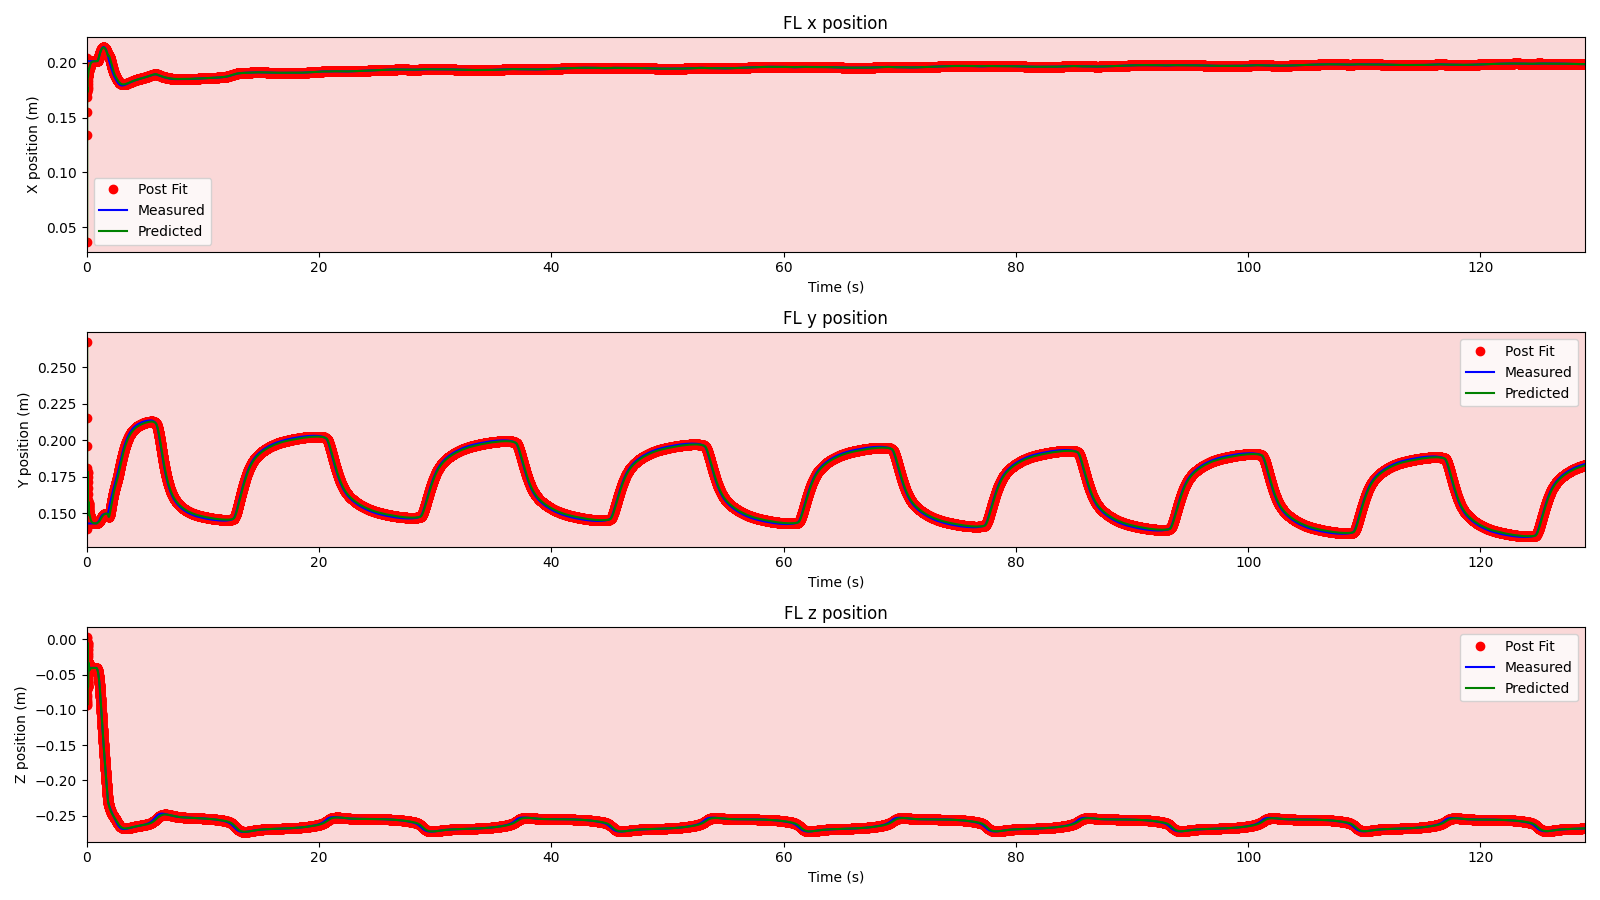 FL x position
0.20
0.15
0.10
0.05
X position (m)
Post Fit
Measured
Predicted
0 20 40 60 80 100 120
Time (s)
FL y position
0.250
0.225
0.200
0.175
0.150
Y position (m)
Post Fit
Measured
Predicted
0 20 40 60 80 100 120
Time (s)
FL z position
0.00
−0.05
−0.10
−0.15
−0.20
−0.25
Z position (m)
Post Fit
Measured
Predicted
0 20 40 60 80 100 120
Time (s)